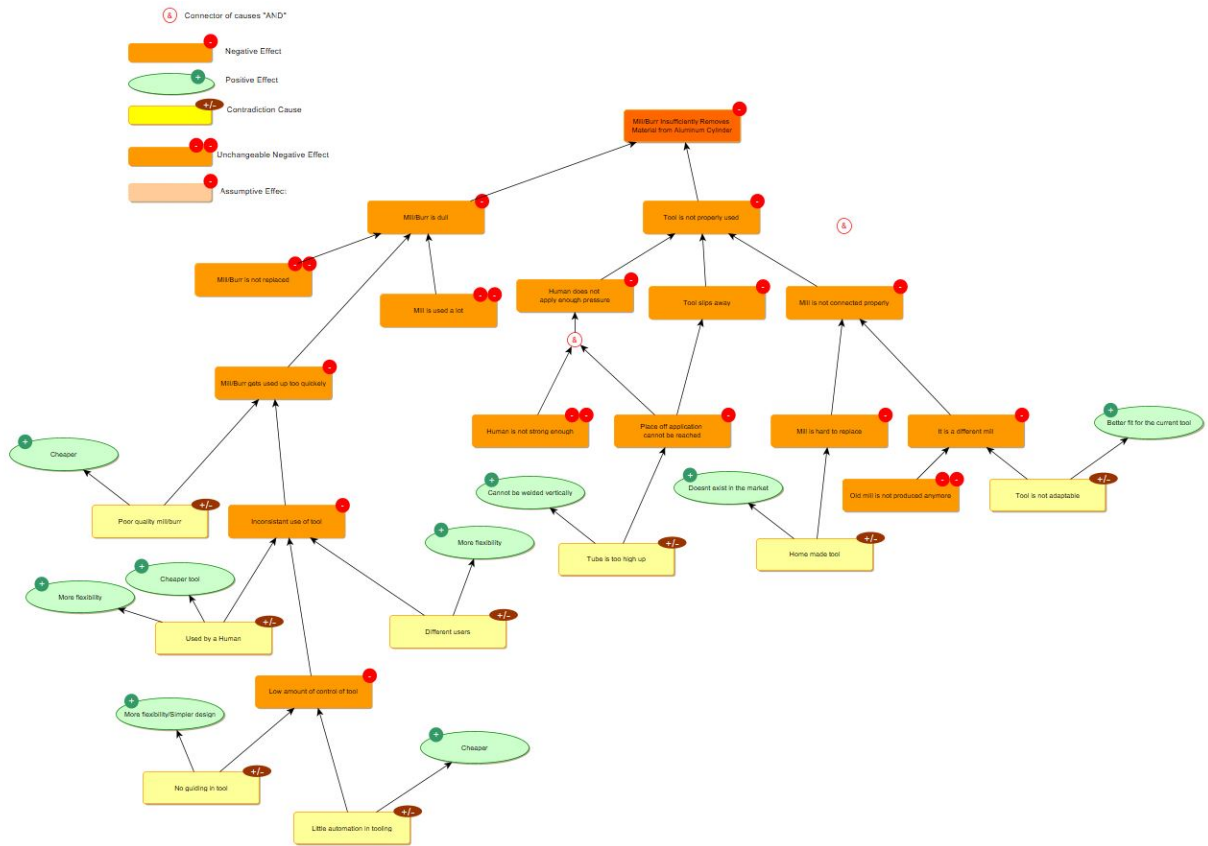 & Connector of causes "AND"
-
Negative Effect
+
Positive Effect
+/-
Contradiction Cause
- -
Unchangeable Negative Effect
-
Assumptive Effect
-
Mill/Burr Insufficiently Removes
Material from Aluminum Cylinder
-
Mill/Burr is dull
-
Tool is not properly used
&
- -
Mill/Burr is not replaced
- -
Mill is used a lot
-
Human does not
apply enough pressure
-
Tool slips away
-
Mill is not connected properly
&
-
Mill/Burr gets used up too quickely
- -
Human is not strong enough
-
Place off application
cannot be reached
-
Mill is hard to replace
-
It is a different mill
+
Better fit for the current tool
+
Cheaper
+/-
Poor quality mill/burr
-
Inconsistant use of tool
+
Cannot be welded vertically
+
Doesnt exist in the market
- -
Old mill is not produced anymore
+/-
Tool is not adaptable
+
More flexibility
+/-
Tube is too high up
+/-
Home made tool
+
More flexibility
+
Cheaper tool
+/-
Used by a Human
+/-
Different users
-
Low amount of control of tool
+
More flexibility/Simpler design
+
Cheaper
+/-
No guiding in tool
+/-
Little automation in tooling